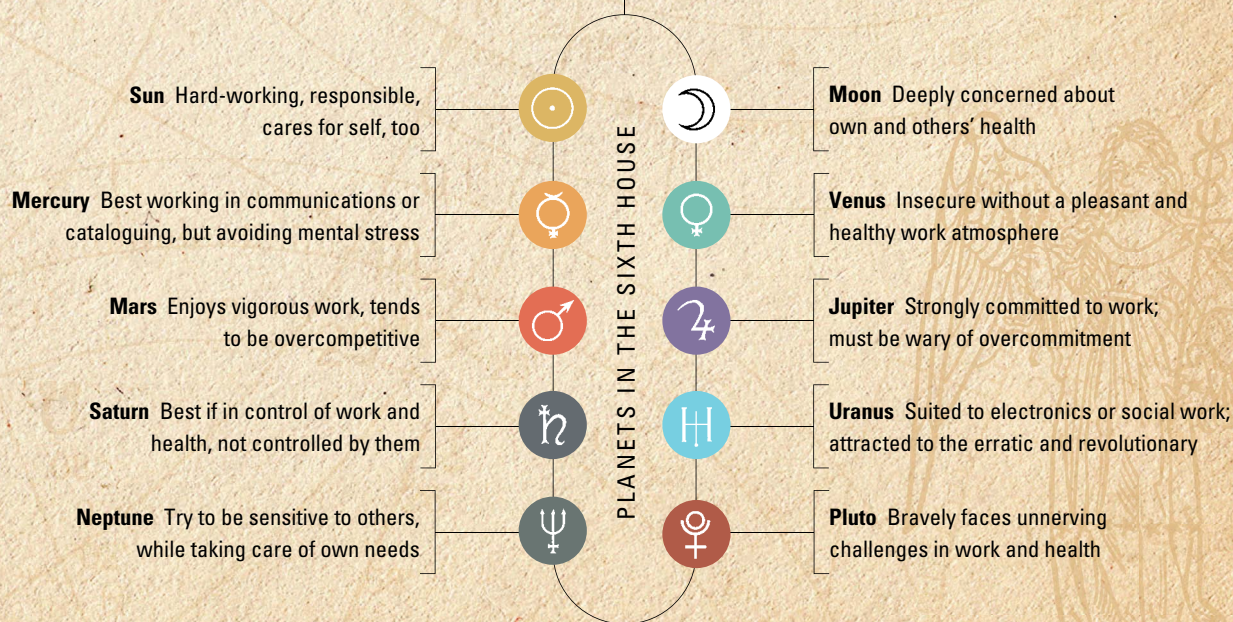 Sun Hard-working, responsible,
cares for self, too
Moon Deeply concerned about
own and others’ health
Mercury Best working in communications or
cataloguing, but avoiding mental stress
Venus Insecure without a pleasant and
healthy work atmosphere
Mars Enjoys vigorous work, tends
to be overcompetitive
Jupiter Strongly committed to work;
must be wary of overcommitment
Saturn Best if in control of work and
health, not controlled by them
Uranus Suited to electronics or social work;
attracted to the erratic and revolutionary
Neptune Try to be sensitive to others,
while taking care of own needs
Pluto Bravely faces unnerving
challenges in work and health
PLANETS IN THE SIXTH HOUSE